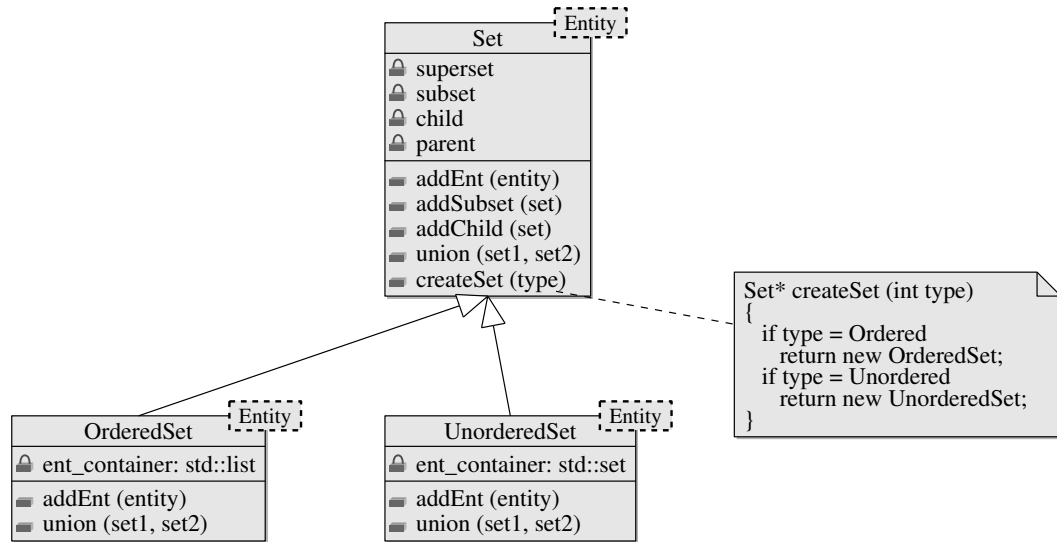 Entity
Set
superset
subset
child
parent
addEnt (entity)
addSubset (set)
addChild (set)
union (set1, set2)
createSet (type)
Set* createSet (int type)
{
if type = Ordered
return new OrderedSet;
if type = Unordered
return new UnorderedSet;
}
Entity
OrderedSet
ent_container: std::list
addEnt (entity)
union (set1, set2)
Entity
UnorderedSet
ent_container: std::set
addEnt (entity)
union (set1, set2)